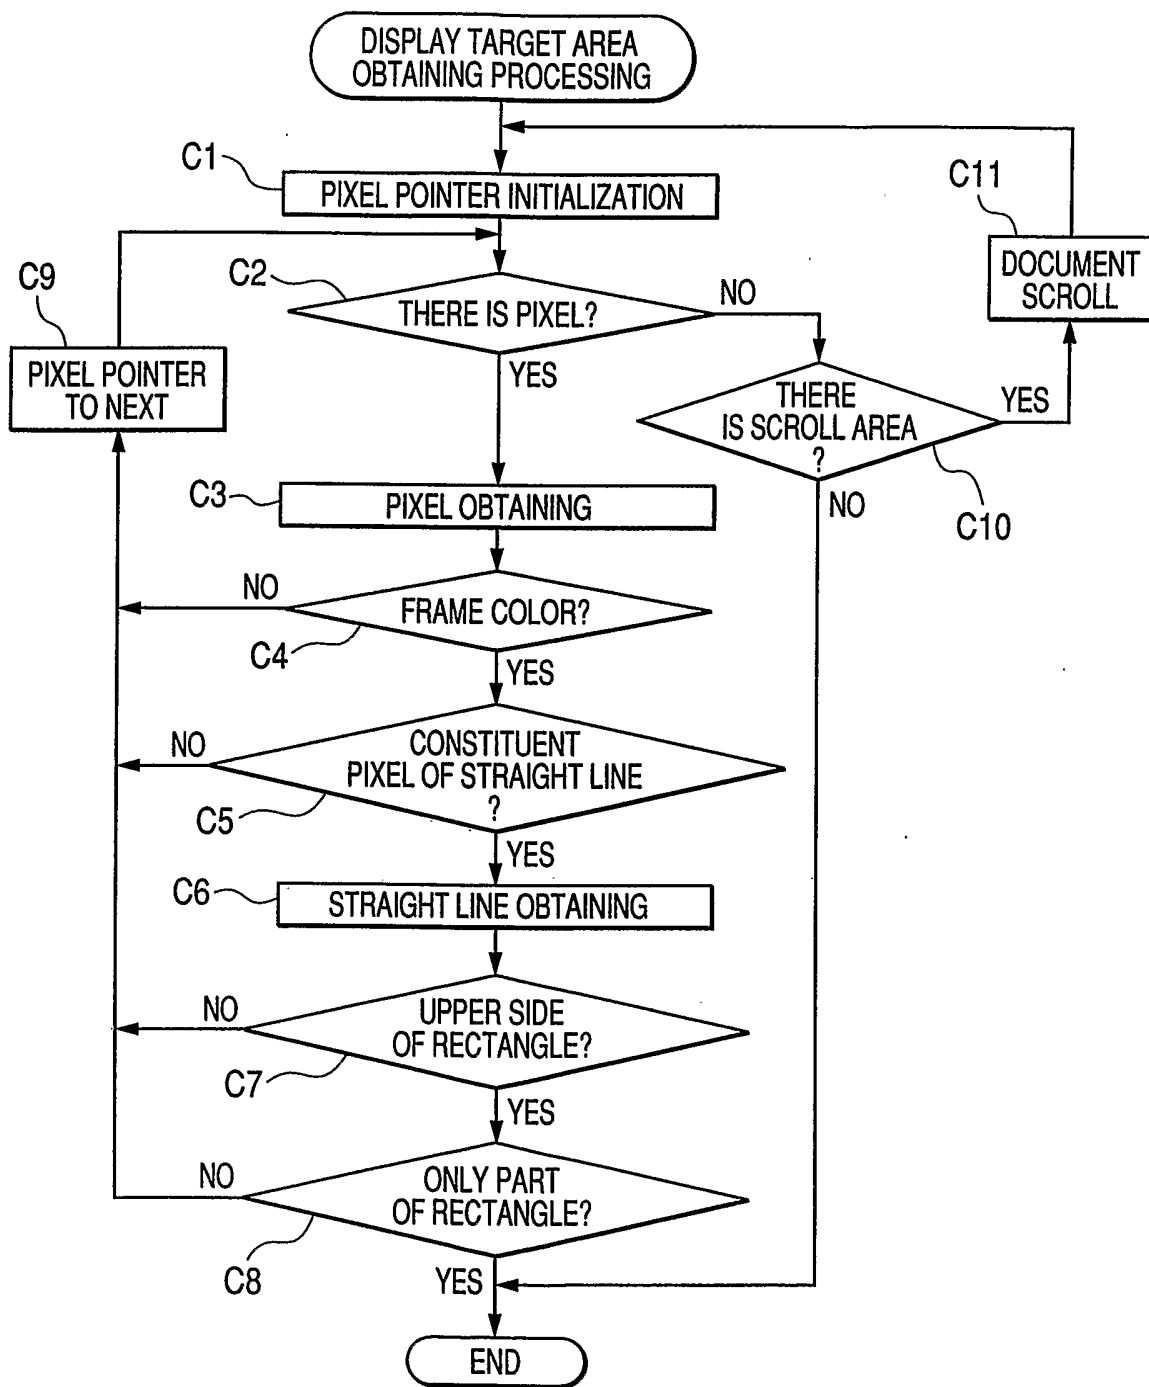 DISPLAY TARGET AREA
OBTAINING PROCESSING
C1
PIXEL POINTER INITIALIZATION
C11
DOCUMENT
SCROLL
C9
PIXEL POINTER
TO NEXT
C2
THERE IS PIXEL?
NO
YES
THERE
IS SCROLL AREA
?
YES
NO
C10
C3
PIXEL OBTAINING
NO
FRAME COLOR?
C4
YES
NO
CONSTITUENT
PIXEL OF STRAIGHT LINE
?
C5
YES
C6
STRAIGHT LINE OBTAINING
NO
UPPER SIDE
OF RECTANGLE?
C7
YES
NO
ONLY PART
OF RECTANGLE?
C8
YES
END